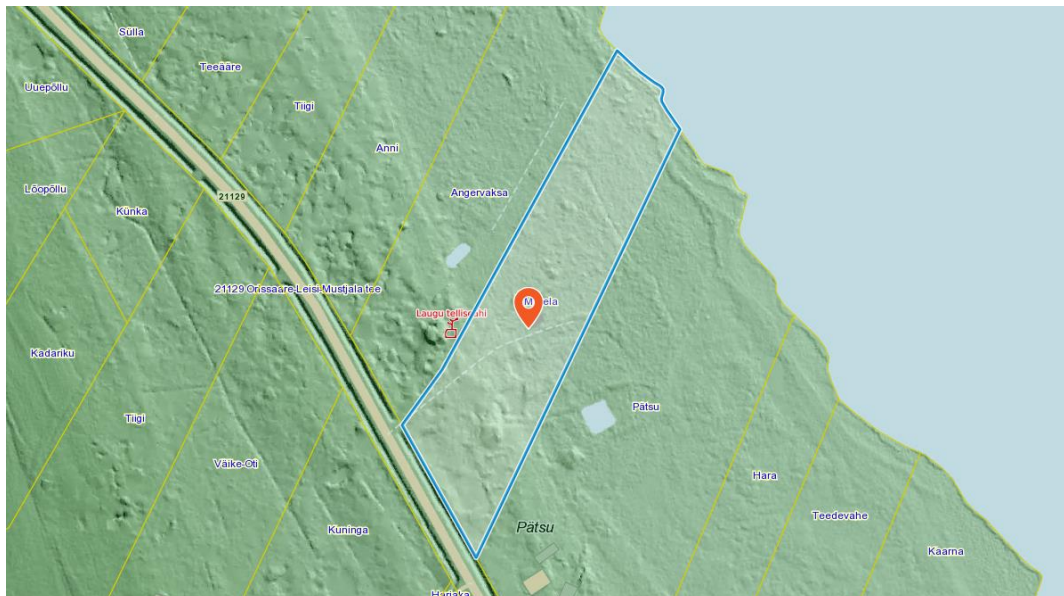 Sülla
Teeääre
Uuepõllu
Tiigi
Anni
Lõopõllu
Angervaksa
21129
Künka
21129 Orissaare-Leisi-Mustjala tee
Laugu
Kadariku
Pätsu
Tiigi
Väike-Oti
Hara
Teedevahe
Kuninga
Pätsu
Kaarna
Harjaka